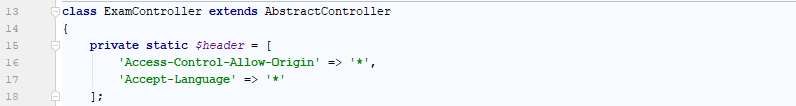 13 class ExamController extends AbstractController
14 {
15     private static $header = [
16         'Access-Control-Allow-Origin' => '*',
17         'Accept-Language' => '*'
18     ];